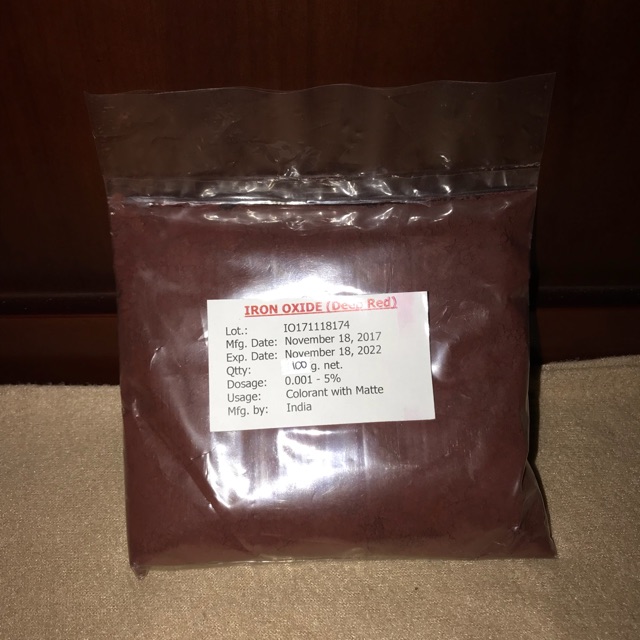 IRON OXIDE (Deep Red)
Lot.: IO171118174
Mfg. Date: November 18, 2017
Exp. Date: November 18, 2022
Qtty: 100 g. net.
Dosage: 0.001 - 5%
Usage: Colorant with Matte
Mfg. by: India